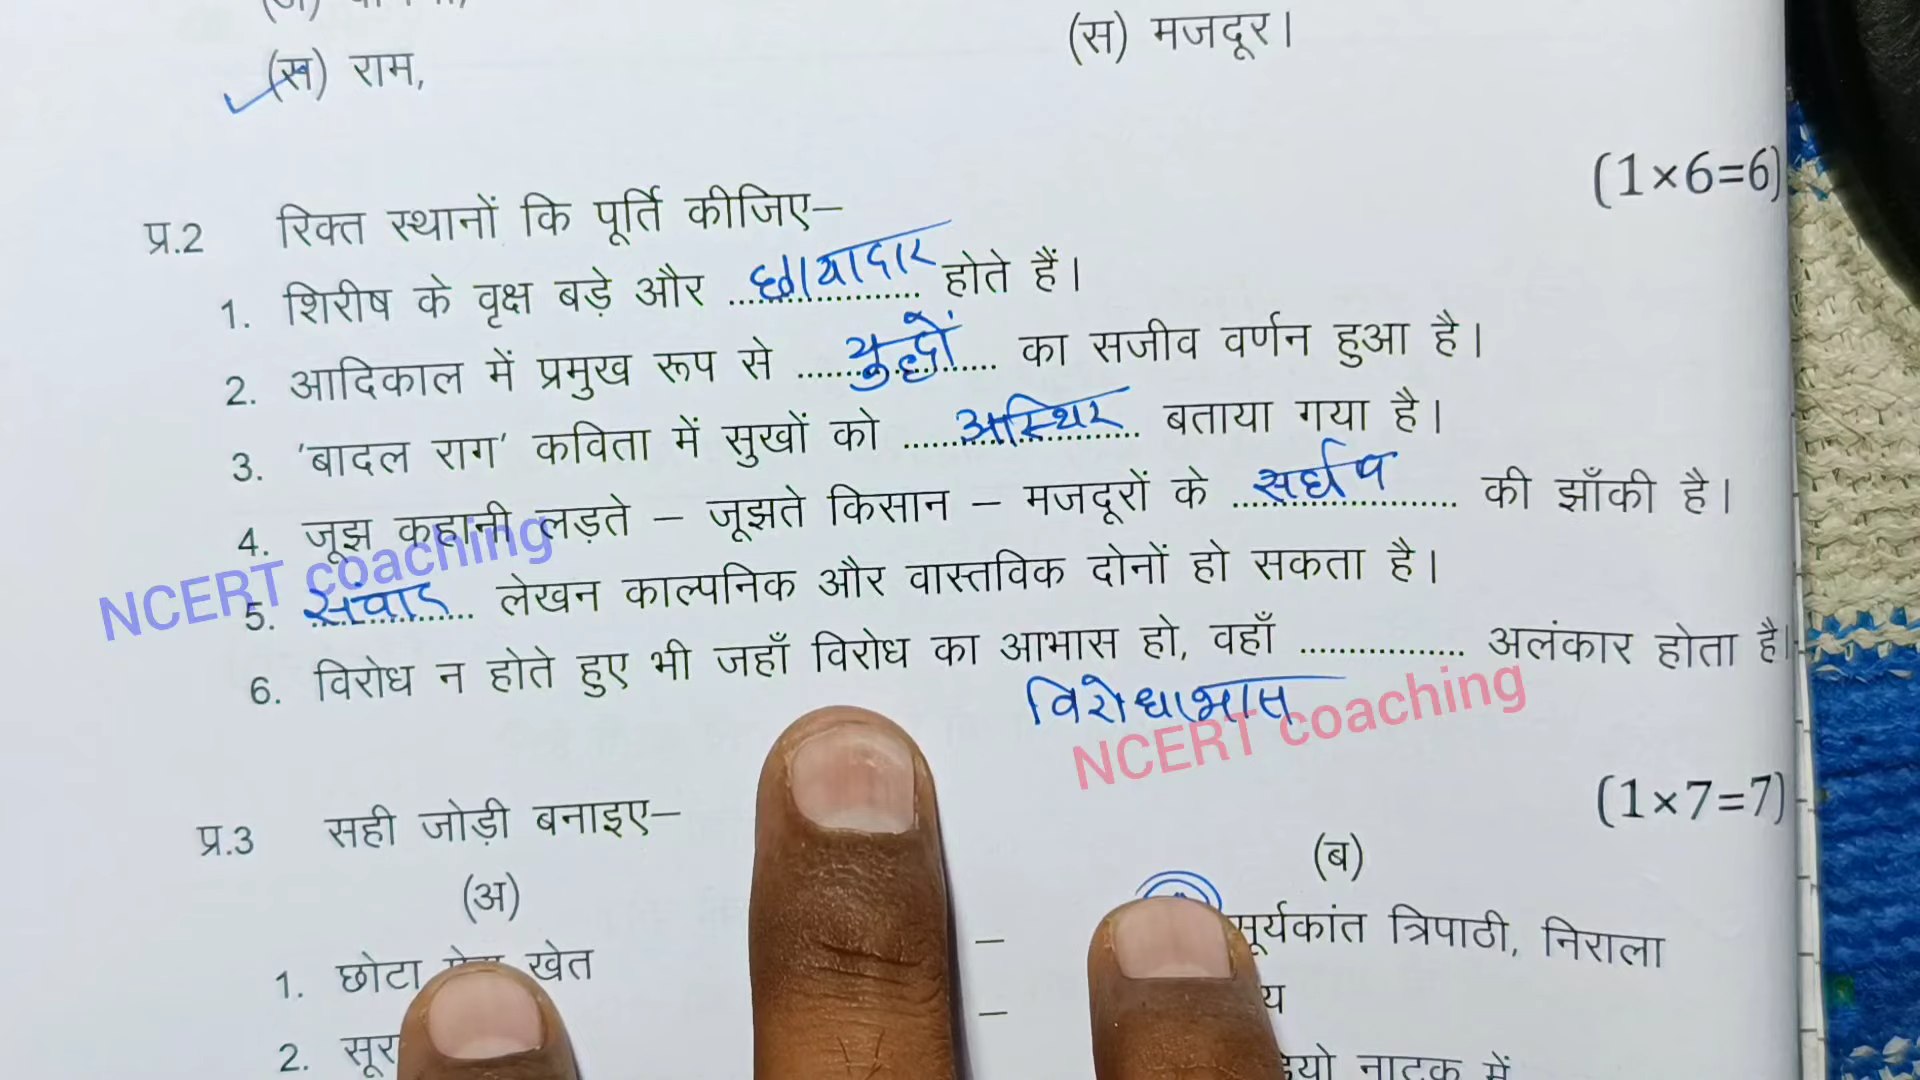 (स) मजदूर।
(स) राम,
(1×6=6)
प्र.2 रिक्त स्थानों कि पूर्ति कीजिए–
1. शिरीष के वृक्ष बड़े और छायादार होते हैं।
2. आदिकाल में प्रमुख रूप से युद्धों का सजीव वर्णन हुआ है।
3. 'बादल राग' कविता में सुखों को अस्थिर बताया गया है।
4. जूझ कहानी लड़ते – जूझते किसान – मजदूरों के सर्घष की झाँकी है।
NCERT coaching
5. संवाद लेखन काल्पनिक और वास्तविक दोनों हो सकता है।
6. विरोध न होते हुए भी जहाँ विरोध का आभास हो, वहाँ ................. अलंकार होता है।
विरोधाभास
NCERT coaching
(1×7=7)
प्र.3 सही जोड़ी बनाइए–
(अ) (ब)
1. छोटा खेत – सूर्यकांत त्रिपाठी, निराला
2. –
नाटक में